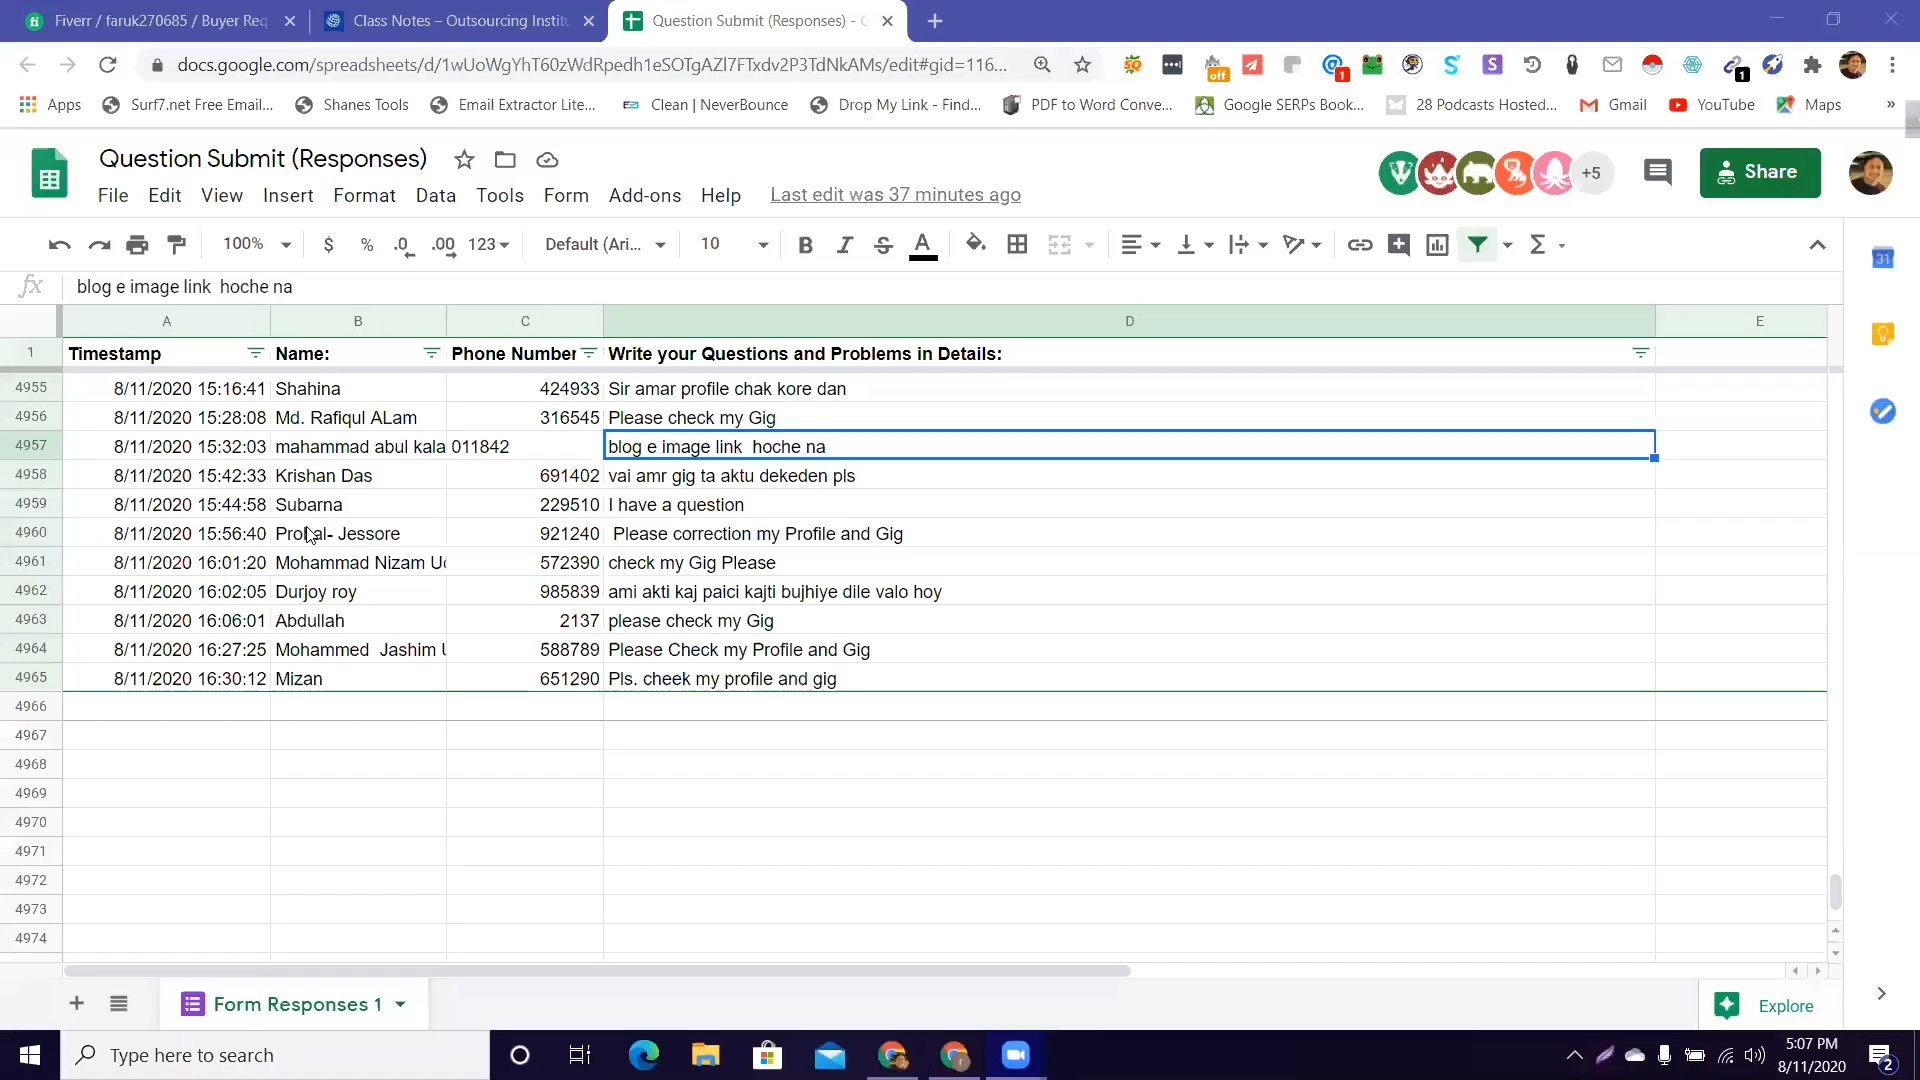 Fiverr / faruk270685 / Buyer Req
Class Notes – Outsourcing Institu
Question Submit (Responses) - G
docs.google.com/spreadsheets/d/1wUoWgYhT60zWdRpedh1eSOTgAZl7FTxdv2P3TdNkAMs/edit#gid=116...
off
1
1
Apps
Surf7.net Free Email...
Shanes Tools
Email Extractor Lite...
Clean | NeverBounce
Drop My Link - Find...
PDF to Word Conve...
Google SERPs Book...
28 Podcasts Hosted...
Gmail
YouTube
Maps
»
Question Submit (Responses)
+5
Share
File Edit View Insert Format Data Tools Form Add-ons Help Last edit was 37 minutes ago
100% $ % .0 .00 123 Default (Ari... 10 B I S A Σ
31
fx blog e image link hoche na
A B C D E
1 Timestamp Name: Phone Number Write your Questions and Problems in Details:
4955 8/11/2020 15:16:41 Shahina 424933 Sir amar profile chak kore dan
4956 8/11/2020 15:28:08 Md. Rafiqul ALam 316545 Please check my Gig
4957 8/11/2020 15:32:03 mahammad abul kala 011842 blog e image link hoche na
4958 8/11/2020 15:42:33 Krishan Das 691402 vai amr gig ta aktu dekeden pls
4959 8/11/2020 15:44:58 Subarna 229510 I have a question
4960 8/11/2020 15:56:40 - Jessore 921240 Please correction my Profile and Gig
4961 8/11/2020 16:01:20 Mohammad Nizam 572390 check my Gig Please
4962 8/11/2020 16:02:05 Durjoy roy 985839 ami akti kaj paici kajti bujhiye dile valo hoy
4963 8/11/2020 16:06:01 Abdullah 2137 please check my Gig
4964 8/11/2020 16:27:25 Mohammed Jashim 588789 Please Check my Profile and Gig
4965 8/11/2020 16:30:12 Mizan 651290 Pls. cheek my profile and gig
4966
4967
4968
4969
4970
4971
4972
4973
4974
Form Responses 1
Explore
Type here to search
5:07 PM
8/11/2020
2